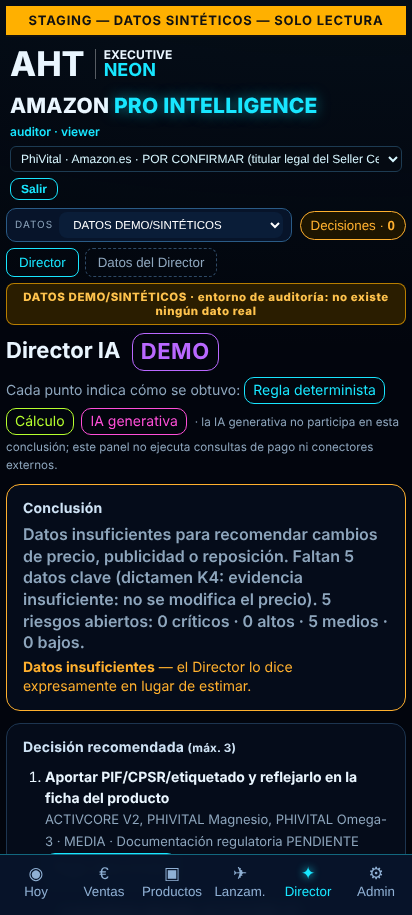 STAGING — DATOS SINTÉTICOS — SOLO LECTURA
AHT
EXECUTIVE
NEON
AMAZON PRO INTELLIGENCE
auditor · viewer
PhiVital · Amazon.es · POR CONFIRMAR (titular legal del Seller Ce
Salir
DATOS DATOS DEMO/SINTÉTICOS
Decisiones · 0
Director
Datos del Director
DATOS DEMO/SINTÉTICOS · entorno de auditoría: no existe
ningún dato real
Director IA DEMO
Cada punto indica cómo se obtuvo: Regla determinista
Cálculo IA generativa · la IA generativa no participa en esta
conclusión; este panel no ejecuta consultas de pago ni conectores
externos.
Conclusión
Datos insuficientes para recomendar cambios
de precio, publicidad o reposición. Faltan 5
datos clave (dictamen K4: evidencia
insuficiente: no se modifica el precio). 5
riesgos abiertos: 0 críticos · 0 altos · 5 medios ·
0 bajos.
Datos insuficientes — el Director lo dice
expresamente en lugar de estimar.
Decisión recomendada (máx. 3)
1. Aportar PIF/CPSR/etiquetado y reflejarlo en la
ficha del producto
ACTIVCORE V2, PHIVITAL Magnesio, PHIVITAL Omega-
3 · MEDIA · Documentación regulatoria PENDIENTE
Hoy
Ventas
Productos
Lanzam.
Director
Admin